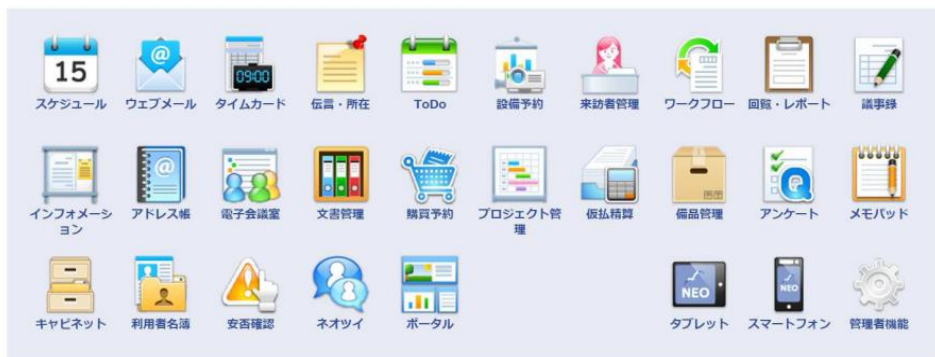 15
09:00
スケジュール
ウェブメール
タイムカード
伝言・所在
ToDo
設備予約
来訪者管理
ワークフロー
回覧・レポート
議事録
インフォメーシ
ョン
アドレス帳
電子会議室
文書管理
購買予約
プロジェクト管
理
仮払精算
備品管理
アンケート
メモパッド
NEO
NEO
キャビネット
利用者名簿
安否確認
ネオツイ
ポータル
タブレット
スマートフォン
管理者機能